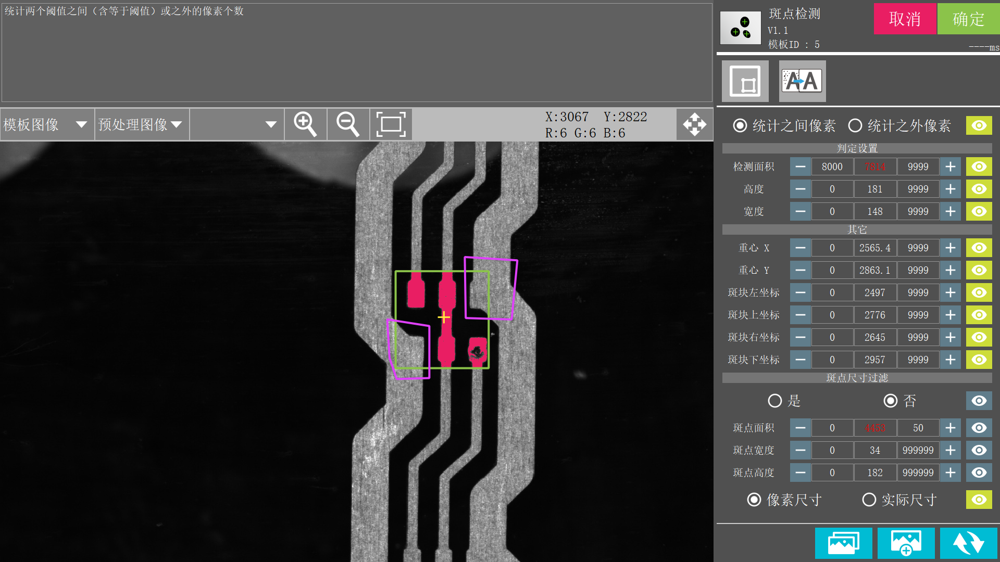 统计两个阈值之间（含等于阈值）或之外的像素个数
斑点检测
V1.1
模板ID : 5
取消
确定
----ms
模板图像
预处理图像
X:3067 Y:2822
R:6 G:6 B:6
统计之间像素 统计之外像素
判定设置
检测面积 8000 7814 9999
高度 0 181 9999
宽度 0 148 9999
其它
重心 X 0 2565.4 9999
重心 Y 0 2863.1 9999
斑块左坐标 0 2497 9999
斑块上坐标 0 2776 9999
斑块右坐标 0 2645 9999
斑块下坐标 0 2957 9999
斑点尺寸过滤
是 否
斑点面积 0 4453 50
斑点宽度 0 34 999999
斑点高度 0 182 999999
像素尺寸 实际尺寸